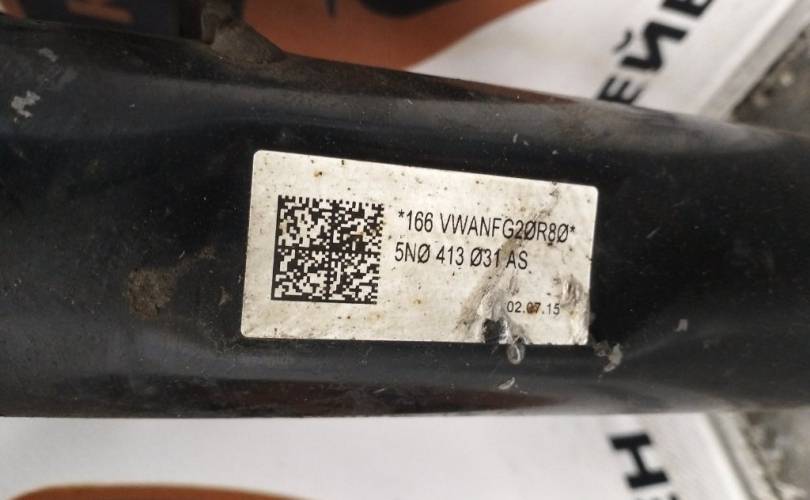 *166 VWANFG2ØR8Ø*
5NØ 413 Ø31 AS
02.07.15